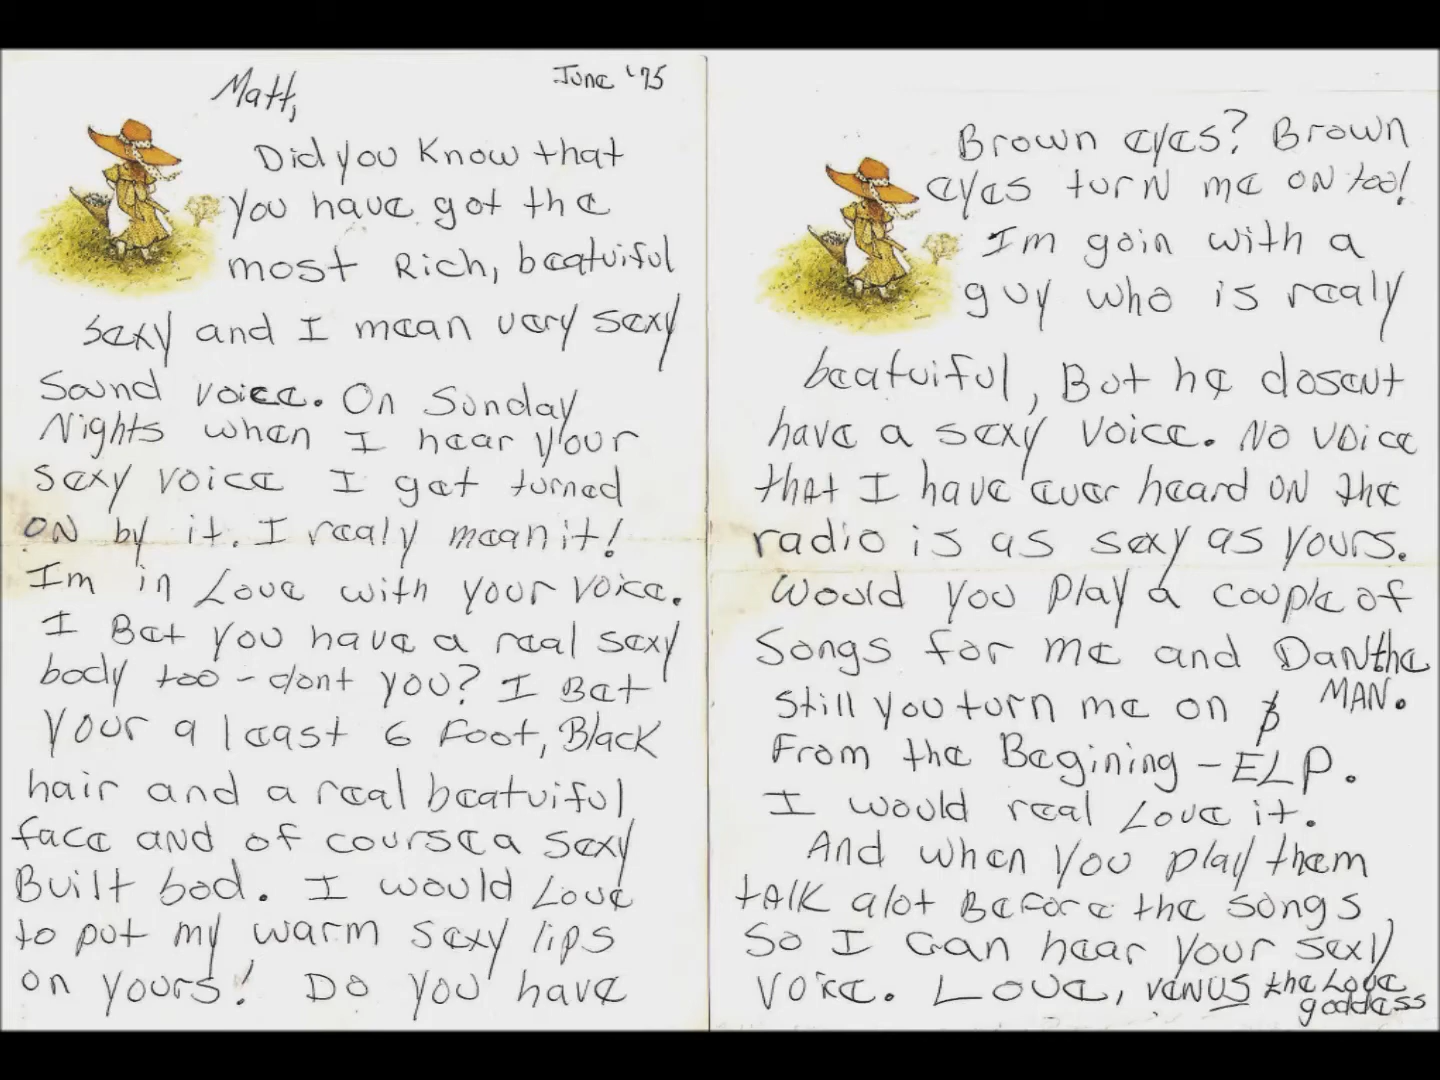 Matt,
June '75
Did you know that
you have got the
most Rich, beatuiful
sexy and I mean very sexy
sound voice. On Sunday
Nights when I hear your
sexy voice I get turned
ON by it. I realy mean it!
Im in Love with your voice.
I Bet you have a real sexy
body too - dont you? I Bet
your a least 6 Foot, Black
hair and a real beatuiful
face and of course a sexy
Built bod. I would Love
to put my warm sexy lips
on yours! Do you have
Brown eyes? Brown
eyes turn me on too!
Im goin with a
guy who is realy
beatuiful, But he dosent
have a sexy voice. No voice
that I have ever heard on the
radio is as sexy as yours.
Would you play a couple of
songs for me and Dan the
MAN.
Still you turn me on &
From the Begining - ELP.
I would real Love it.
And when you play them
talk alot Before the songs
So I can hear your sexy
voice. Love, Venus the Love
goddess